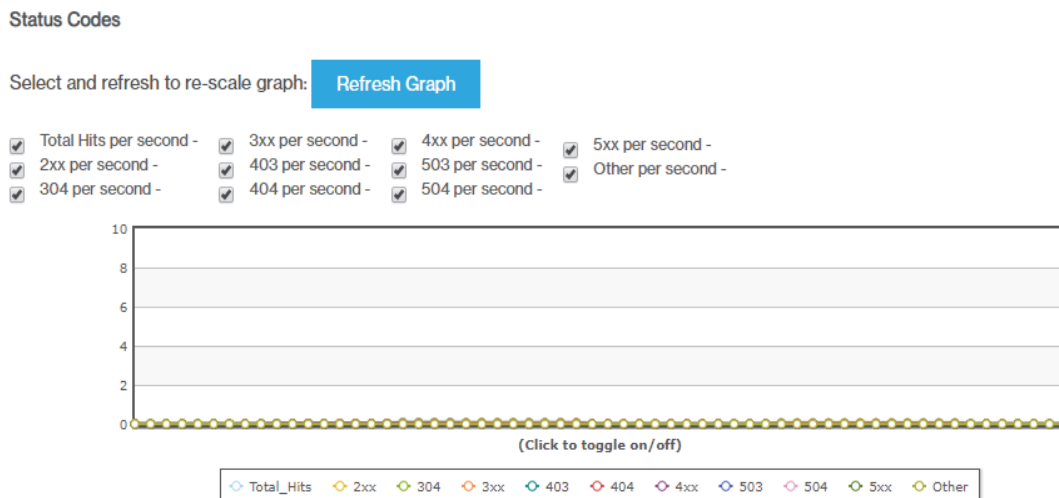 Status Codes
Select and refresh to re-scale graph: Refresh Graph
Total Hits per second - 3xx per second - 4xx per second - 5xx per second -
2xx per second - 403 per second - 503 per second - Other per second -
304 per second - 404 per second - 504 per second -
10
8
6
4
2
0
(Click to toggle on/off)
Total_Hits 2xx 304 3xx 403 404 4xx 503 504 5xx Other